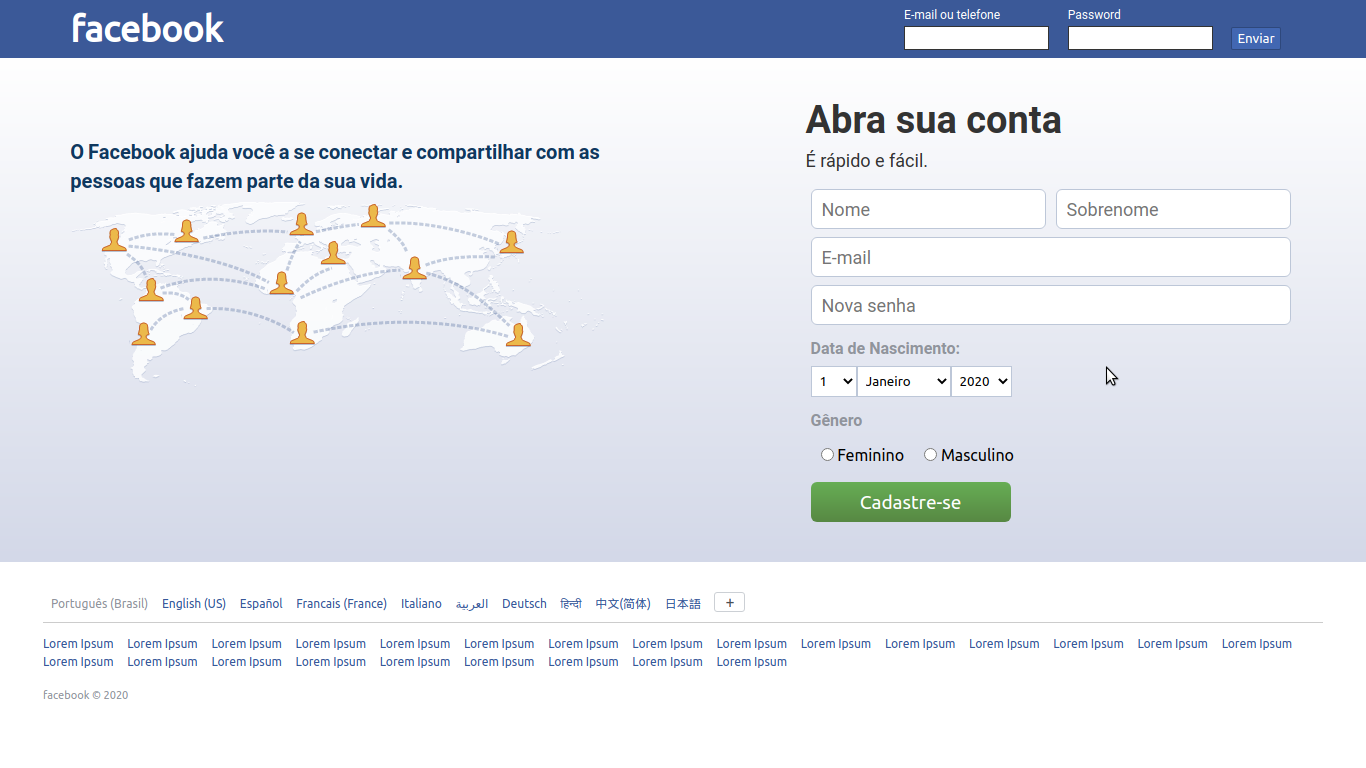 facebook
E-mail ou telefone Password
Enviar
O Facebook ajuda você a se conectar e compartilhar com as
pessoas que fazem parte da sua vida.
Abra sua conta
É rápido e fácil.
Nome Sobrenome
E-mail
Nova senha
Data de Nascimento:
1 Janeiro 2020
Gênero
Feminino Masculino
Cadastre-se
Português (Brasil) English (US) Español Francais (France) Italiano العربية Deutsch हिन्दी 中文(简体) 日本語 +
Lorem Ipsum Lorem Ipsum Lorem Ipsum Lorem Ipsum Lorem Ipsum Lorem Ipsum Lorem Ipsum Lorem Ipsum Lorem Ipsum Lorem Ipsum Lorem Ipsum Lorem Ipsum Lorem Ipsum Lorem Ipsum Lorem Ipsum
Lorem Ipsum Lorem Ipsum Lorem Ipsum Lorem Ipsum Lorem Ipsum Lorem Ipsum Lorem Ipsum Lorem Ipsum Lorem Ipsum
facebook © 2020